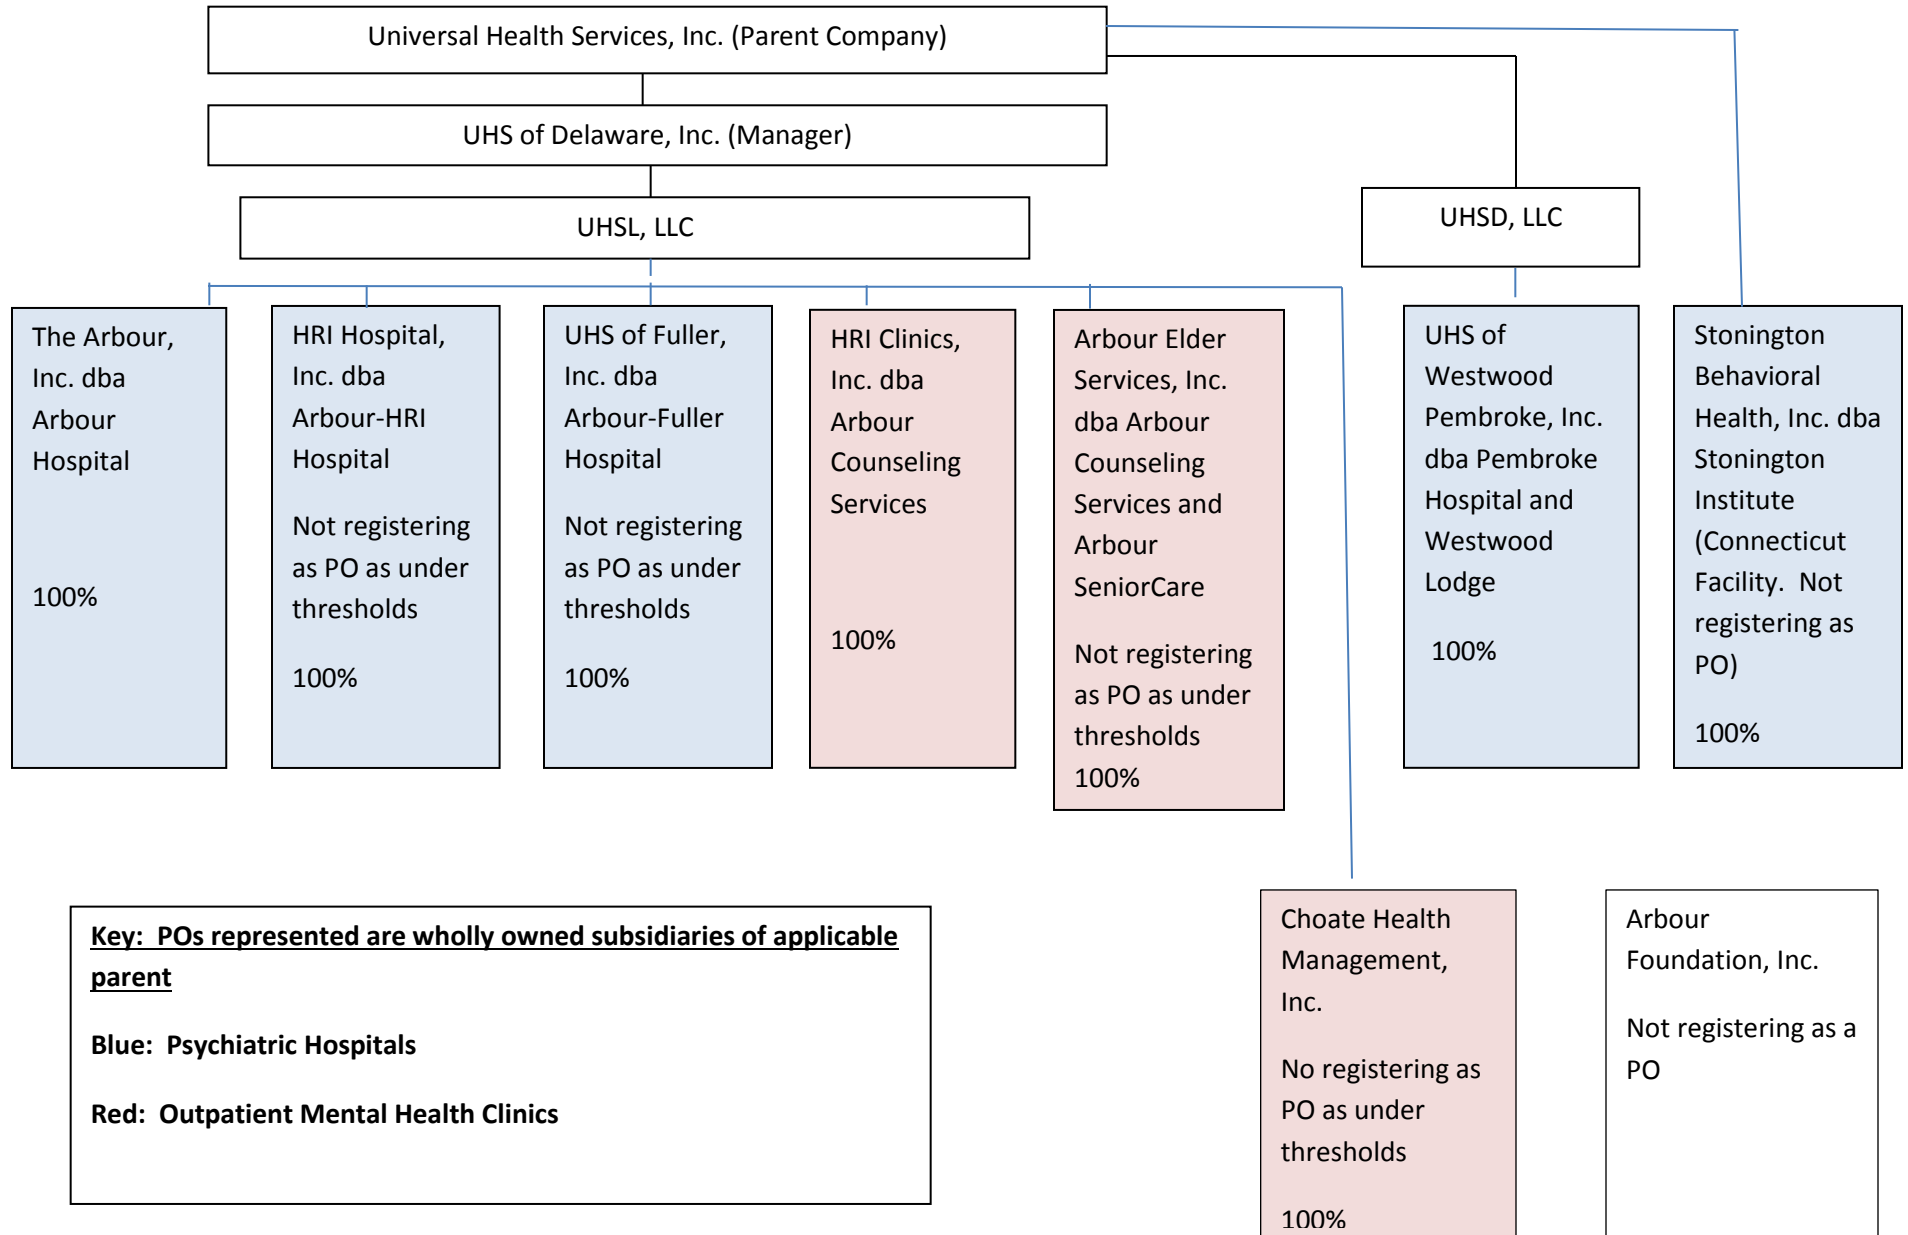 Universal Health Services, Inc. (Parent Company)
UHS of Delaware, Inc. (Manager)
UHSL, LLC
UHSD, LLC
The Arbour,
Inc. dba
Arbour
Hospital
100%
HRI Hospital,
Inc. dba
Arbour-HRI
Hospital
Not registering
as PO as under
thresholds
100%
UHS of Fuller,
Inc. dba
Arbour-Fuller
Hospital
Not registering
as PO as under
thresholds
100%
HRI Clinics,
Inc. dba
Arbour
Counseling
Services
100%
Arbour Elder
Services, Inc.
dba Arbour
Counseling
Services and
Arbour
SeniorCare
Not registering
as PO as under
thresholds
100%
UHS of
Westwood
Pembroke, Inc.
dba Pembroke
Hospital and
Westwood
Lodge
100%
Stonington
Behavioral
Health, Inc. dba
Stonington
Institute
(Connecticut
Facility.  Not
registering as
PO)
100%
Key:  POs represented are wholly owned subsidiaries of applicable
parent
Blue:  Psychiatric Hospitals
Red:  Outpatient Mental Health Clinics
Choate Health
Management,
Inc.
No registering as
PO as under
thresholds
100%
Arbour
Foundation, Inc.
Not registering as a
PO